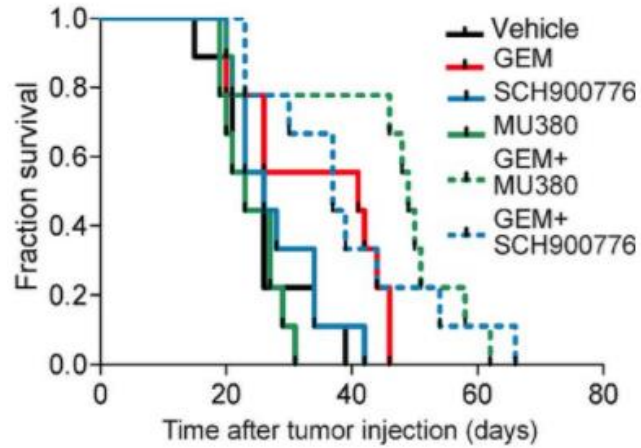 Fraction survival
1.0
0.8
0.6
0.4
0.2
0.0
0
20
40
60
80
Time after tumor injection (days)
Vehicle
GEM
SCH900776
MU380
GEM+
MU380
GEM+
SCH900776